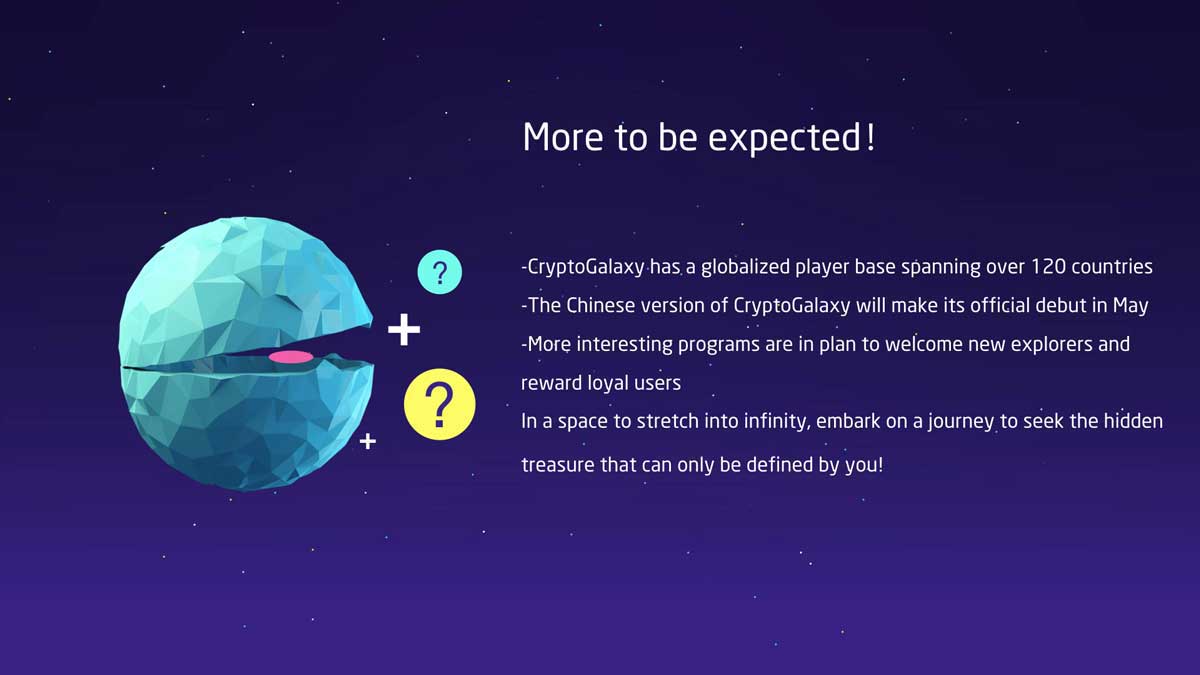 More to be expected!
?
-CryptoGalaxy has a globalized player base spanning over 120 countries
-The Chinese version of CryptoGalaxy will make its official debut in May
+
-More interesting programs are in plan to welcome new explorers and
reward loyal users
?
In a space to stretch into infinity, embark on a journey to seek the hidden
+
treasure that can only be defined by you!